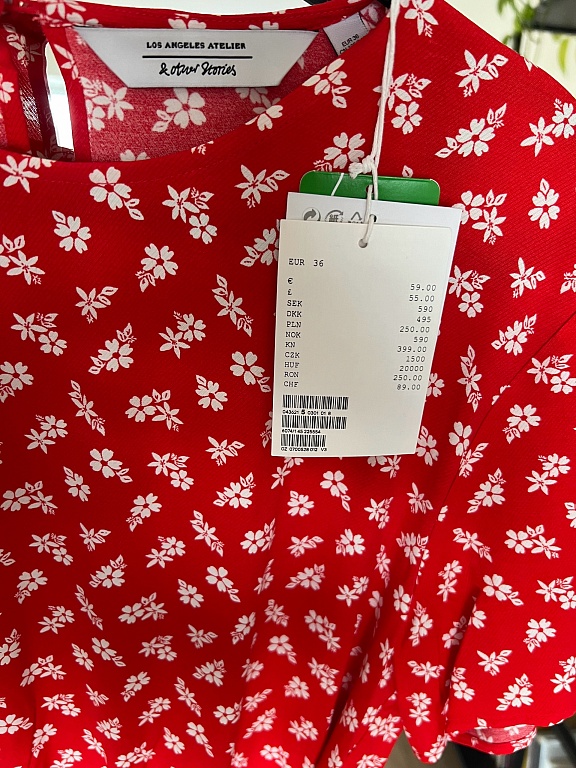 LOS ANGELES ATELIER
& other Stories
EUR 36
EUR 36
€ 59.00
£ 55.00
SEK 590
DKK 495
PLN 250.00
NOK 590
KN 399.00
CZK 1500
HUF 20000
RON 250.00
CHF 89.00